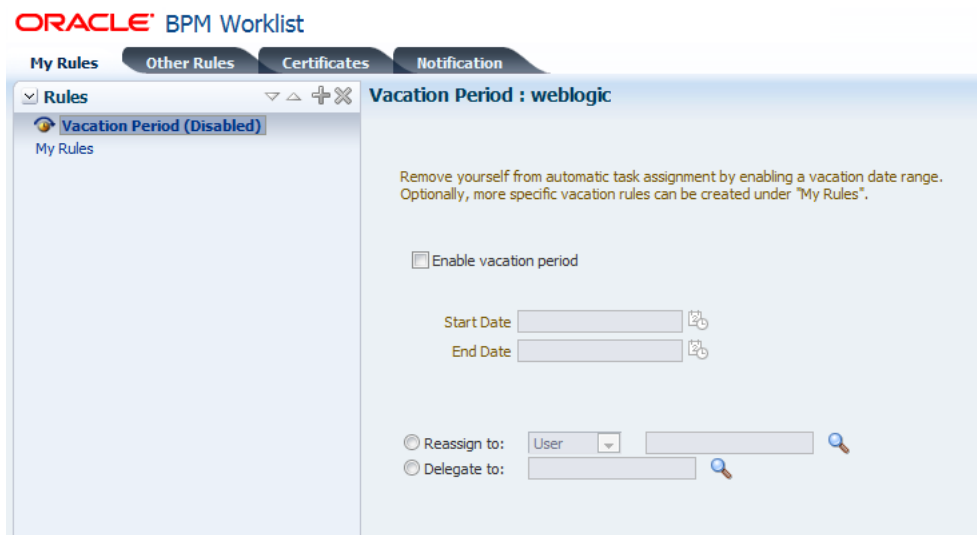 ORACLE BPM Worklist
My Rules Other Rules Certificates Notification
Rules
Vacation Period (Disabled)
My Rules
Vacation Period : weblogic
Remove yourself from automatic task assignment by enabling a vacation date range.
Optionally, more specific vacation rules can be created under "My Rules".
Enable vacation period
Start Date
End Date
Reassign to: User
Delegate to: